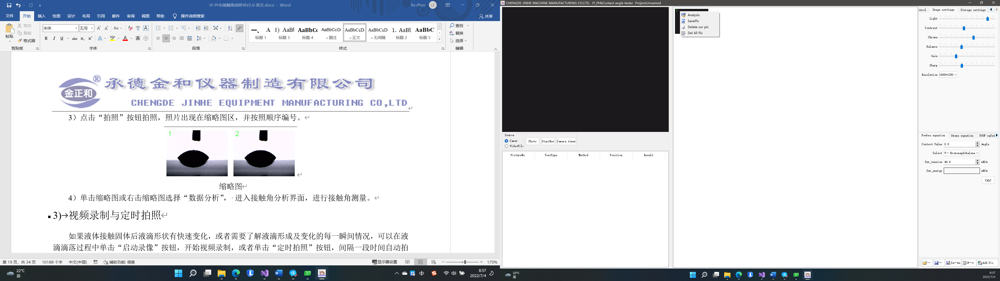 JY-PHb接触角说明书V2.0-英文.docx - Word
liu zhuo
LZ
文件 开始 插入 绘图 设计 布局 引用 邮件 审阅 视图 帮助 操作说明搜索 共享
粘贴
剪切
复制
格式刷
剪贴板
宋体 五号
字体
段落
AaBl 标题 3
AaBbC 标题 5
标题 1
标题 4
题注
正文
无间隔
标题 2
样式
查找
替换
选择
编辑
金正和
®
承德金和仪器制造有限公司
CHENGDE JINHE EQUIPMENT MANUFACTURING CO,LTD
3）点击“拍照”按钮拍照，照片出现在缩略图区，并按照顺序编号。
1 2
缩略图
4）单击缩略图或右击缩略图选择“数据分析”， 进入接触角分析界面，进行接触角测量。
3)→视频录制与定时拍照
如果液体接触固体后液滴形状有快速变化，或者需要了解液滴形成及变化的每一瞬间情况，可以在液
滴滴落过程中单击“启动录像”按钮，开始视频录制，或者单击“定时拍照”按钮，间隔一段时间自动拍
第 19 页，共 34 页 10188 个字 中文(中国) 辅助功能: 调查 显示器设置 170%
22°C
雾
中
8:57
2022/7/4
CHENGDE JINHE MACHINE MANUFACTURING CO,LTD. JY_PHbContact angle tester Project:Unnamed
1
Analysis
SavePic
Delete cur pic
Del All Pic
ntrol Image settings Storage settings
Light
Contrast
Chroma
Balance
Gain
Sharp
Resolution 1600*1200
Source
Camer
VideoFile
Photo StartRec Camera timer
PictureNo. TestType Method Position Result
Fowkes equation Owens equation YGGF equat
Contect Value 0.0 Angle
Select α- Bromonaphthalene
Sur_tension 44.6 mN/m
Sur_energy mN/m
CALC
Sa···As E···t Add Pic
22°C
雾
8:57
2022/7/4